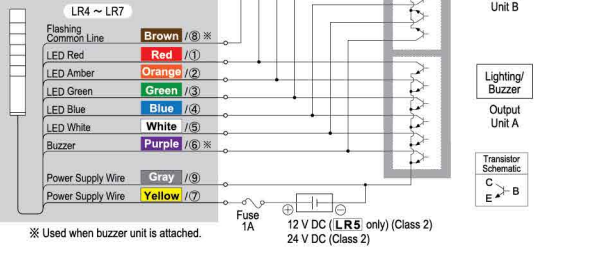 LR4 ~ LR7
Unit B
Flashing
Common Line
Brown /⑧ ※
LED Red
Red /①
LED Amber
Orange /②
LED Green
Green /③
LED Blue
Blue /④
LED White
White /⑤
Buzzer
Purple /⑥ ※
Lighting/
Buzzer
Output
Unit A
Power Supply Wire
Gray /⑨
Power Supply Wire
Yellow /⑦
Transistor
Schematic
C
B
E
Fuse
1A
⊕
⊖
12 V DC ( LR5 only) (Class 2)
24 V DC (Class 2)
※ Used when buzzer unit is attached.